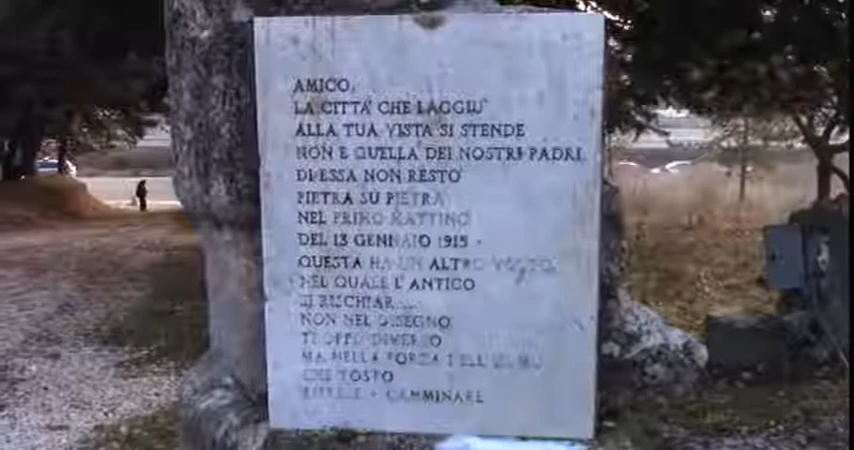 AMICO,
LA CITTA' CHE LAGGIU'
ALLA TUA VISTA SI STENDE
NON E QUELLA DEI NOSTRI PADRI.
DI ESSA NON RESTO'
PIETRA SU PIETRA
NEL PRIMO MATTINO
DEL 13 GENNAIO 1915.
QUESTA HA UN ALTRO VOLTO
NEL QUALE L'ANTICO
SI RISCHIARA
NON NEL DISEGNO
TROPPO DIVERSO
MA NELLA FORZA DELL'UOMO
CHE TOSTO
CAMMINARE